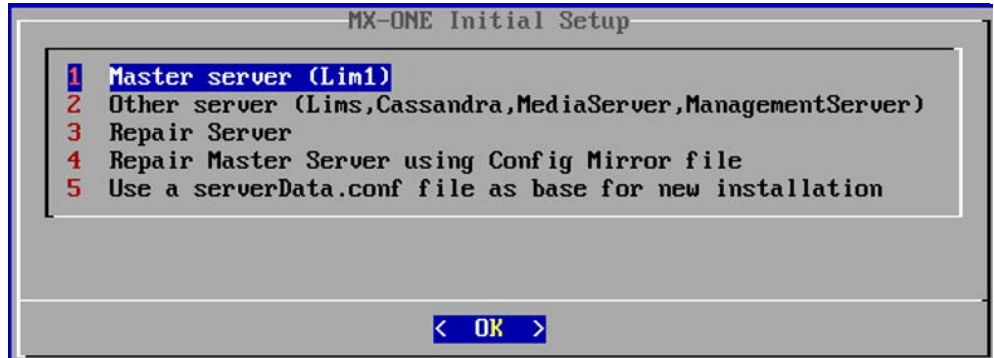 MX-ONE Initial Setup
1 Master server (Lim1)
2 Other server (Lims,Cassandra,MediaServer,ManagementServer)
3 Repair Server
4 Repair Master Server using Config Mirror file
5 Use a serverData.conf file as base for new installation
< OK >